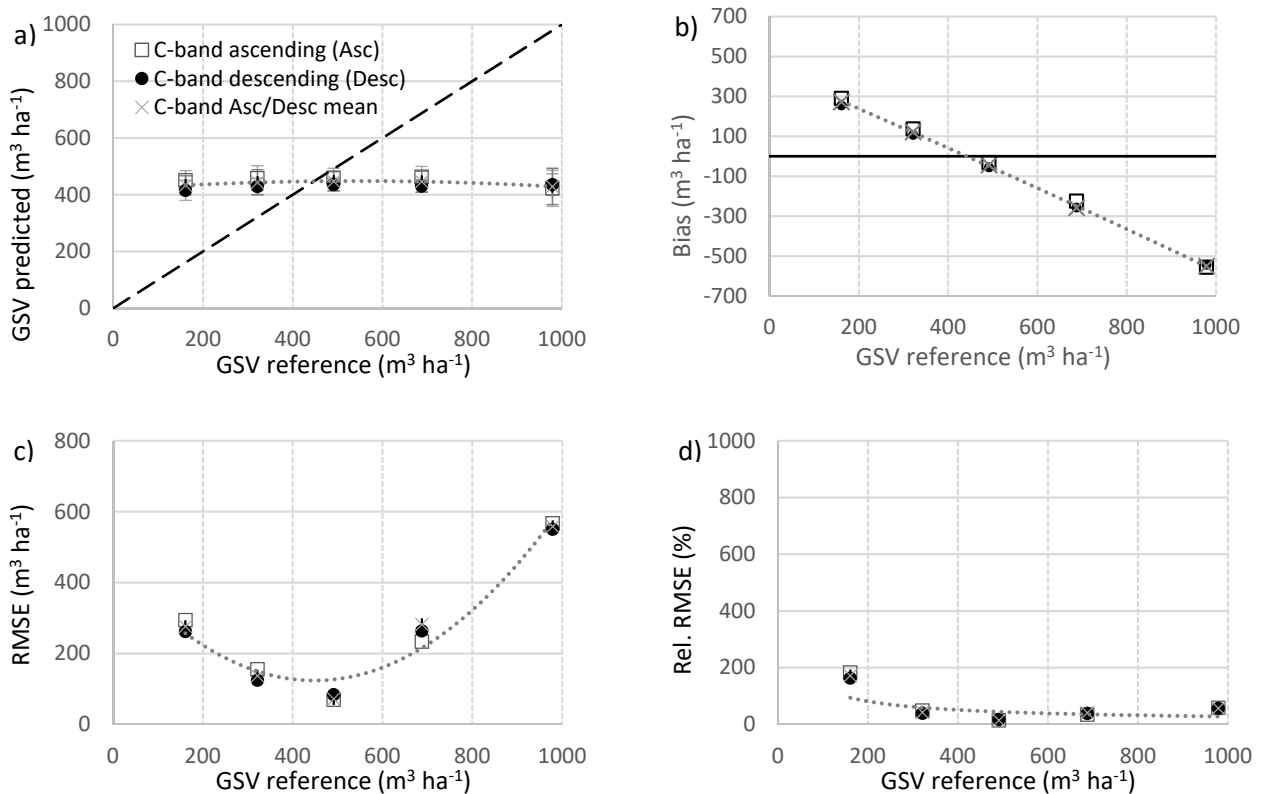 a)
GSV predicted (m³ ha⁻¹)
1000
800
600
400
200
0
□ C-band ascending (Asc)
● C-band descending (Desc)
× C-band Asc/Desc mean
0 200 400 600 800 1000
GSV reference (m³ ha⁻¹)
b)
Bias (m³ ha⁻¹)
700
500
300
100
-100
-300
-500
-700
0 200 400 600 800 1000
GSV reference (m³ ha⁻¹)
c)
RMSE (m³ ha⁻¹)
800
600
400
200
0
0 200 400 600 800 1000
GSV reference (m³ ha⁻¹)
d)
Rel. RMSE (%)
1000
800
600
400
200
0
0 200 400 600 800 1000
GSV reference (m³ ha⁻¹)